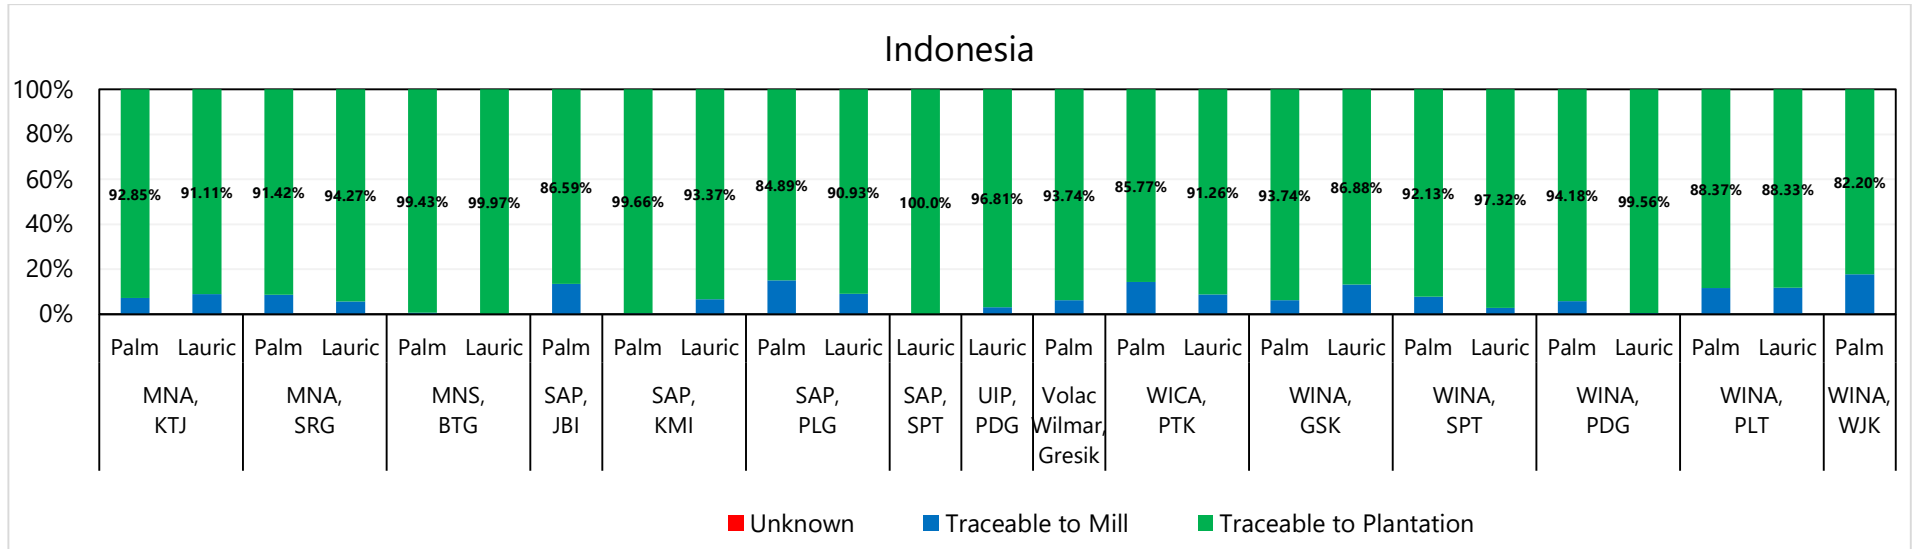 Indonesia
100%
80%
60%
40%
20%
0%
92.85% 91.11% 91.42% 94.27% 99.43% 99.97% 86.59% 99.66% 93.37% 84.89% 90.93% 100.0% 96.81% 93.74% 85.77% 91.26% 93.74% 86.88% 92.13% 97.32% 94.18% 99.56% 88.37% 88.33% 82.20%
Palm Lauric Palm Lauric Palm Lauric Palm Palm Lauric Palm Lauric Lauric Lauric Palm Palm Lauric Palm Lauric Palm Lauric Palm Lauric Palm Lauric Palm
MNA, MNA, MNS, SAP, SAP, SAP, SAP, UIP, Volac WICA, WINA, WINA, WINA, WINA, WINA,
KTJ SRG BTG JBI KMI PLG SPT PDG Wilmar, PTK GSK SPT PDG PLT WJK
Gresik
Unknown Traceable to Mill Traceable to Plantation